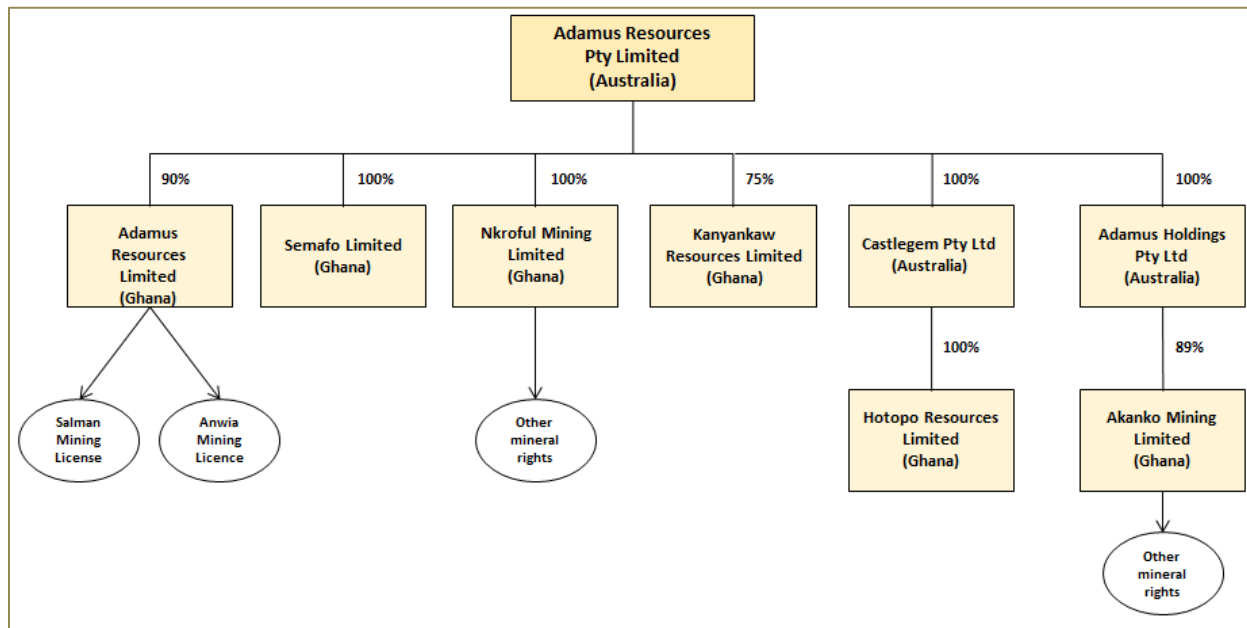 Adamus Resources
Pty Limited
(Australia)
90%
100%
100%
75%
100%
100%
Adamus
Resources
Limited
(Ghana)
Semafo Limited
(Ghana)
Nkroful Mining
Limited
(Ghana)
Kanyankaw
Resources Limited
(Ghana)
Castlegem Pty Ltd
(Australia)
Adamus Holdings
Pty Ltd
(Australia)
100%
89%
Salman
Mining
License
Anwia
Mining
Licence
Other
mineral
rights
Hotopo Resources
Limited
(Ghana)
Akanko Mining
Limited
(Ghana)
Other
mineral
rights